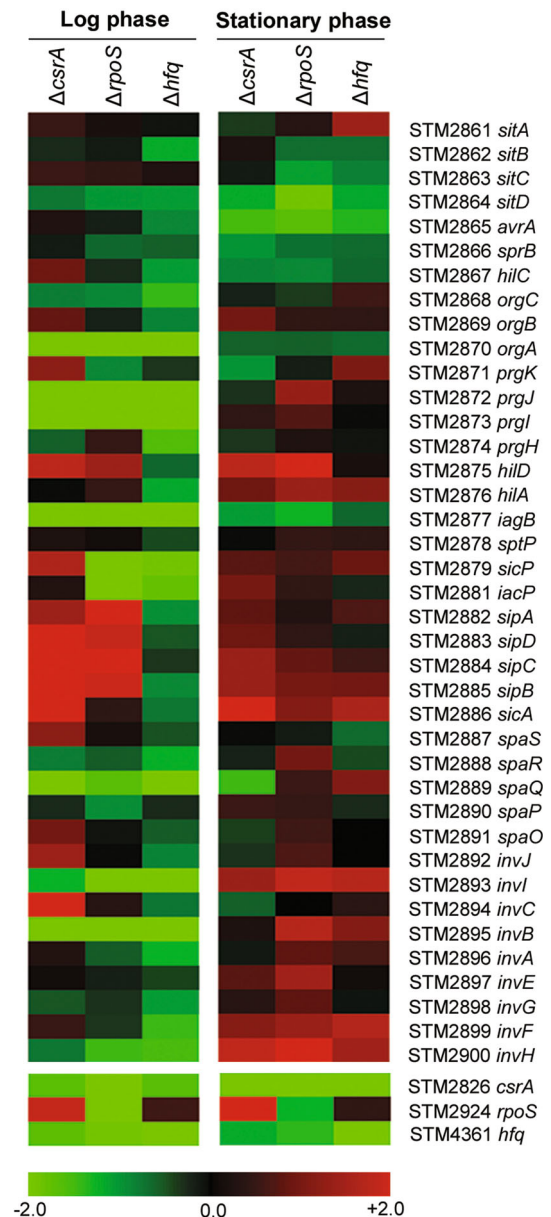 Log phase Stationary phase
ΔcsrA ΔrpoS Δhfq ΔcsrA ΔrpoS Δhfq
STM2861 sitA
STM2862 sitB
STM2863 sitC
STM2864 sitD
STM2865 avrA
STM2866 sprB
STM2867 hilC
STM2868 orgC
STM2869 orgB
STM2870 orgA
STM2871 prgK
STM2872 prgJ
STM2873 prgI
STM2874 prgH
STM2875 hilD
STM2876 hilA
STM2877 iagB
STM2878 sptP
STM2879 sicP
STM2881 iacP
STM2882 sipA
STM2883 sipD
STM2884 sipC
STM2885 sipB
STM2886 sicA
STM2887 spaS
STM2888 spaR
STM2889 spaQ
STM2890 spaP
STM2891 spaO
STM2892 invJ
STM2893 invI
STM2894 invC
STM2895 invB
STM2896 invA
STM2897 invE
STM2898 invG
STM2899 invF
STM2900 invH
STM2826 csrA
STM2924 rpoS
STM4361 hfq
-2.0 0.0 +2.0